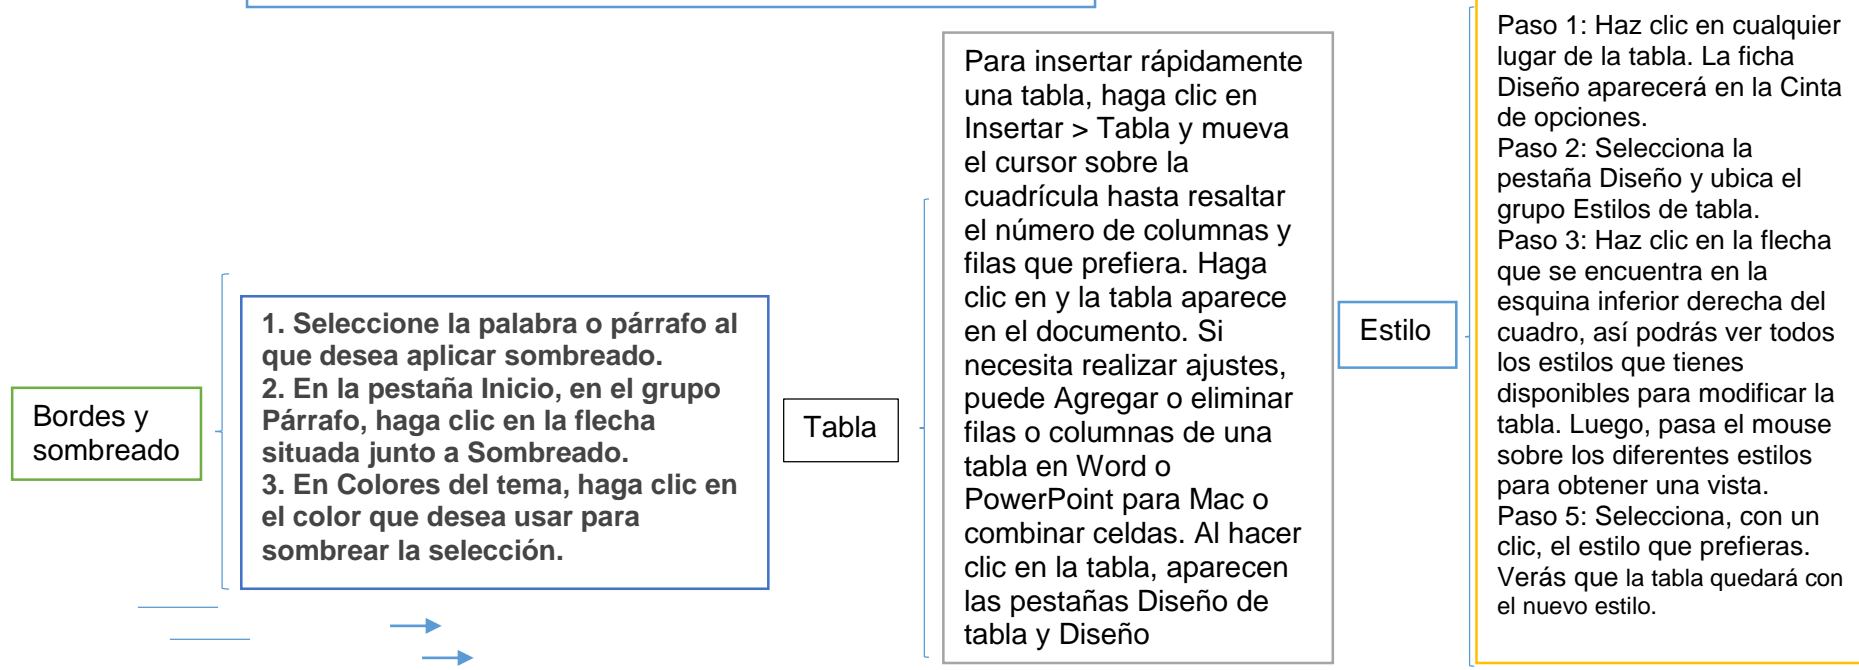 Bordes y
sombreado
1. Seleccione la palabra o párrafo al
que desea aplicar sombreado.
2. En la pestaña Inicio, en el grupo
Párrafo, haga clic en la flecha
situada junto a Sombreado.
3. En Colores del tema, haga clic en
el color que desea usar para
sombrear la selección.
Tabla
Para insertar rápidamente
una tabla, haga clic en
Insertar > Tabla y mueva
el cursor sobre la
cuadrícula hasta resaltar
el número de columnas y
filas que prefiera. Haga
clic en y la tabla aparece
en el documento. Si
necesita realizar ajustes,
puede Agregar o eliminar
filas o columnas de una
tabla en Word o
PowerPoint para Mac o
combinar celdas. Al hacer
clic en la tabla, aparecen
las pestañas Diseño de
tabla y Diseño
Estilo
Paso 1: Haz clic en cualquier
lugar de la tabla. La ficha
Diseño aparecerá en la Cinta
de opciones.
Paso 2: Selecciona la
pestaña Diseño y ubica el
grupo Estilos de tabla.
Paso 3: Haz clic en la flecha
que se encuentra en la
esquina inferior derecha del
cuadro, así podrás ver todos
los estilos que tienes
disponibles para modificar la
tabla. Luego, pasa el mouse
sobre los diferentes estilos
para obtener una vista.
Paso 5: Selecciona, con un
clic, el estilo que prefieras.
Verás que la tabla quedará con
el nuevo estilo.